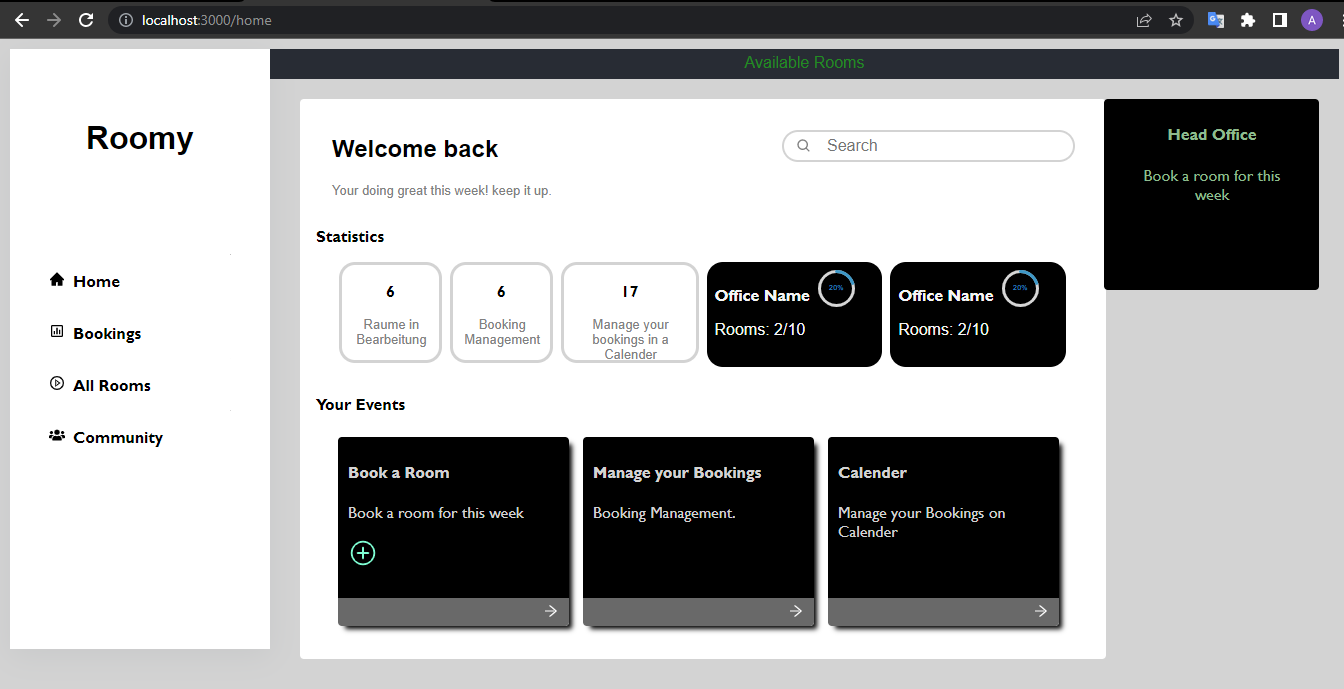 localhost:3000/home
A
Available Rooms
Roomy
Home
Bookings
All Rooms
Community
Welcome back
Search
Your doing great this week! keep it up.
Statistics
6
Raume in
Bearbeitung
6
Booking
Management
17
Manage your
bookings in a
Calender
Office Name
20%
Rooms: 2/10
Office Name
20%
Rooms: 2/10
Your Events
Book a Room
Book a room for this week
Manage your Bookings
Booking Management.
Calender
Manage your Bookings on
Calender
Head Office
Book a room for this
week